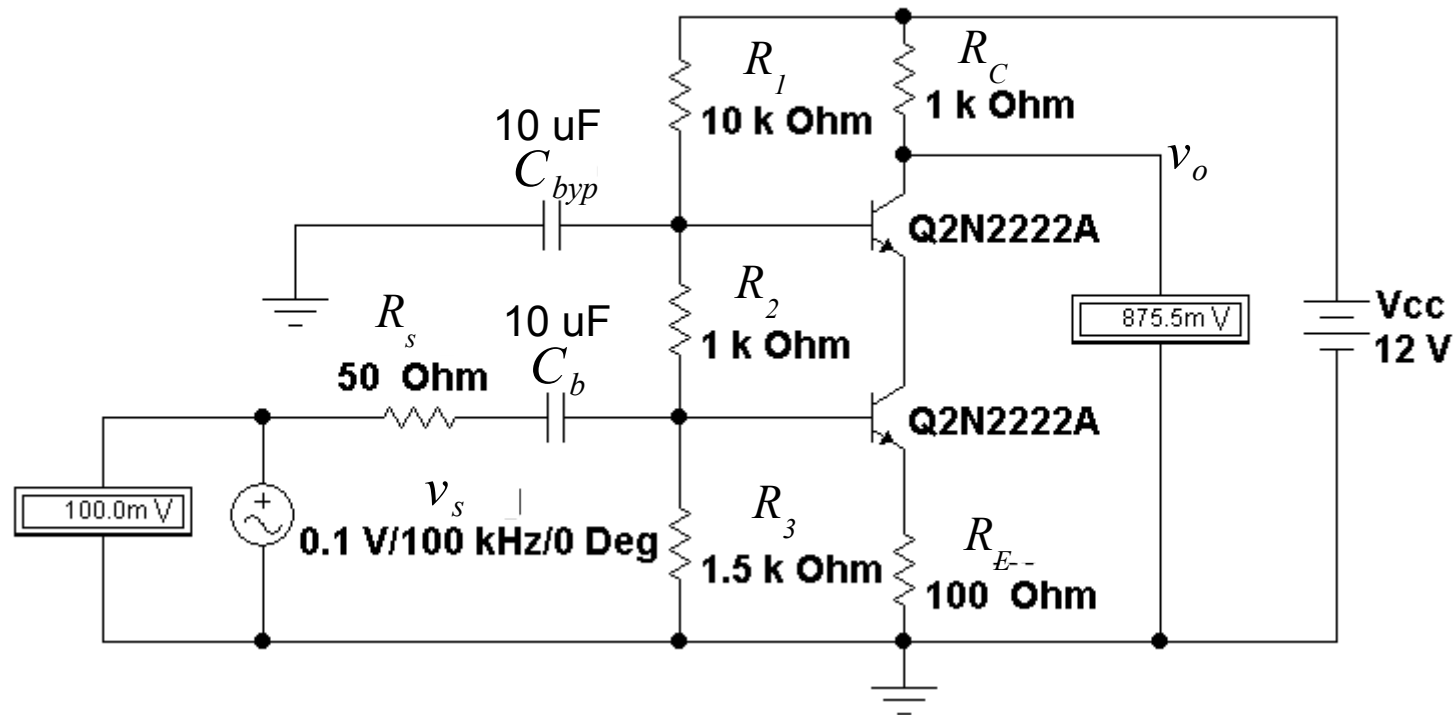 R1
10 k Ohm
RC
1 k Ohm
10 uF
Cbyp
vo
Q2N2222A
R2
1 k Ohm
Rs
50 Ohm
10 uF
Cb
875.5m V
Vcc
12 V
Q2N2222A
100.0m V
+
vs
0.1 V/100 kHz/0 Deg
R3
1.5 k Ohm
RE--
100 Ohm